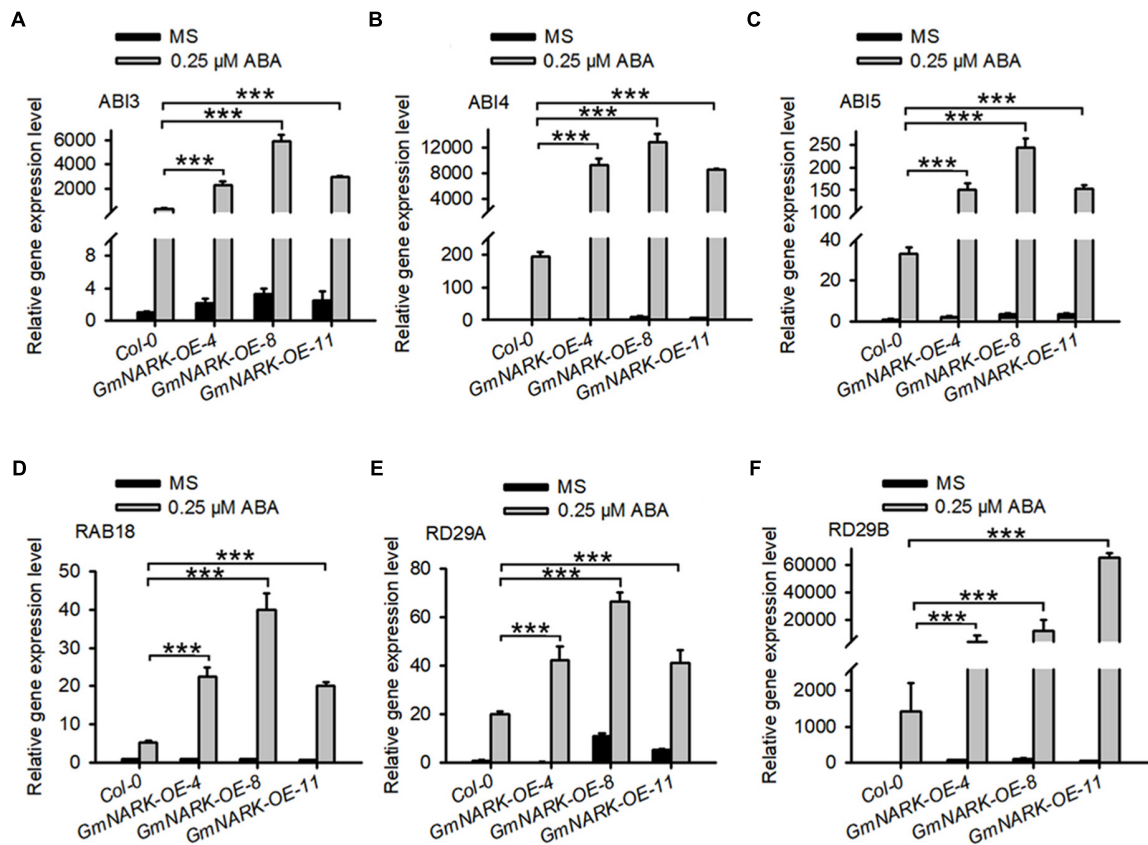 A
MS
0.25 µM ABA
ABI3
***
***
***
Relative gene expression level
6000
4000
2000
8
4
0
Col-0
GmNARK-OE-4
GmNARK-OE-8
GmNARK-OE-11
B
MS
0.25 µM ABA
ABI4
***
***
***
Relative gene expression level
12000
8000
4000
200
100
0
Col-0
GmNARK-OE-4
GmNARK-OE-8
GmNARK-OE-11
C
MS
0.25 µM ABA
ABI5
***
***
***
Relative gene expression level
250
200
150
100
40
20
0
Col-0
GmNARK-OE-4
GmNARK-OE-8
GmNARK-OE-11
D
MS
0.25 µM ABA
RAB18
***
***
***
Relative gene expression level
50
40
30
20
10
0
Col-0
GmNARK-OE-4
GmNARK-OE-8
GmNARK-OE-11
E
MS
0.25 µM ABA
RD29A
***
***
***
Relative gene expression level
80
60
40
20
0
Col-0
GmNARK-OE-4
GmNARK-OE-8
GmNARK-OE-11
F
MS
0.25 µM ABA
RD29B
***
***
***
Relative gene expression level
60000
40000
20000
2000
1000
0
Col-0
GmNARK-OE-4
GmNARK-OE-8
GmNARK-OE-11